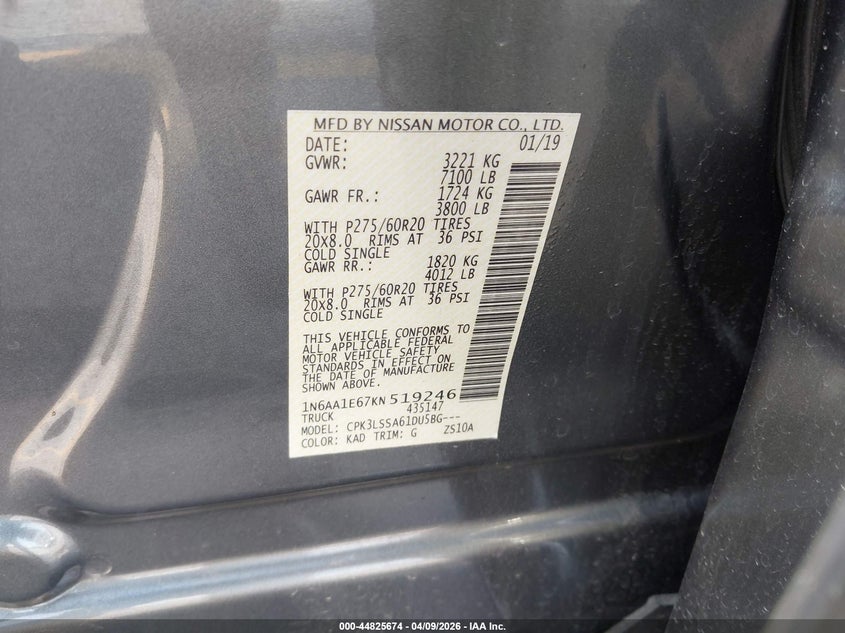 MFD BY NISSAN MOTOR CO., LTD.
DATE: 01/19
GVWR: 3221 KG
7100 LB
GAWR FR.: 1724 KG
3800 LB
WITH P275/60R20 TIRES
20X8.0 RIMS AT 36 PSI
COLD SINGLE
GAWR RR.: 1820 KG
4012 LB
WITH P275/60R20 TIRES
20X8.0 RIMS AT 36 PSI
COLD SINGLE
THIS VEHICLE CONFORMS TO
ALL APPLICABLE FEDERAL
MOTOR VEHICLE SAFETY
STANDARDS IN EFFECT ON
THE DATE OF MANUFACTURE
SHOWN ABOVE.
1N6AA1E67KN 519246
TRUCK 435147
MODEL: CPK3LSSA61DU5BG---
COLOR: KAD TRIM: G ZS10A
000-44825674 | 04/09/2026 - IAA Inc.